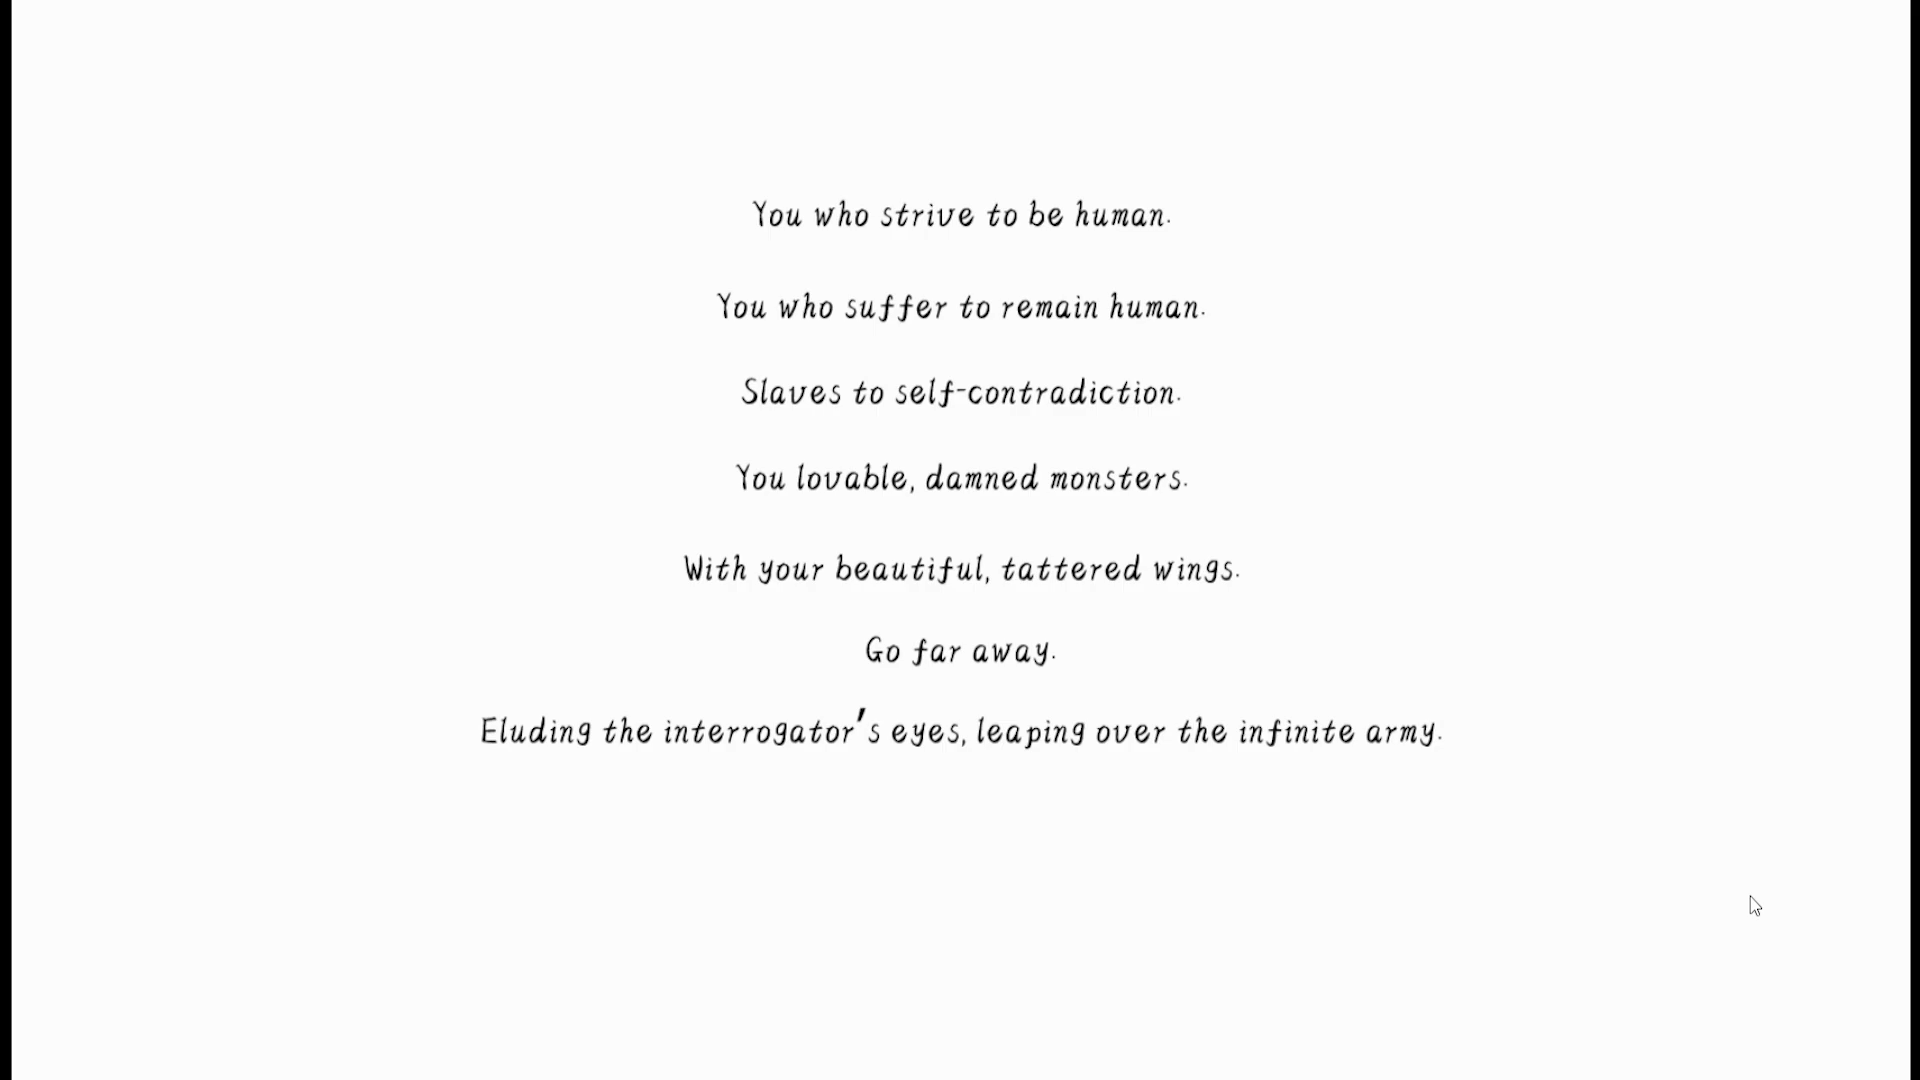 You who strive to be human.
You who suffer to remain human.
Slaves to self-contradiction.
You lovable, damned monsters.
With your beautiful, tattered wings.
Go far away.
Eluding the interrogator's eyes, leaping over the infinite army.